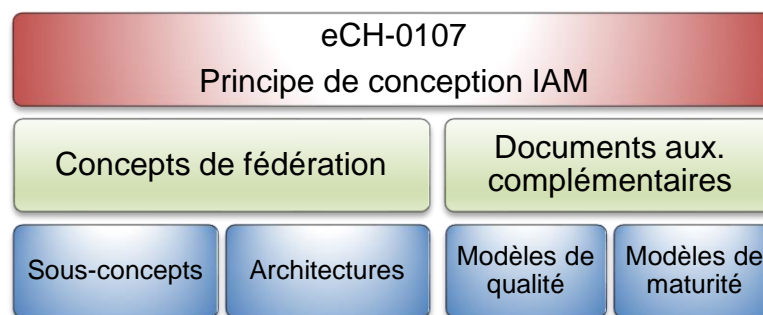 eCH-0107
Principe de conception IAM
Concepts de fédération
Documents aux.
complémentaires
Sous-concepts
Architectures
Modèles de
qualité
Modèles de
maturité